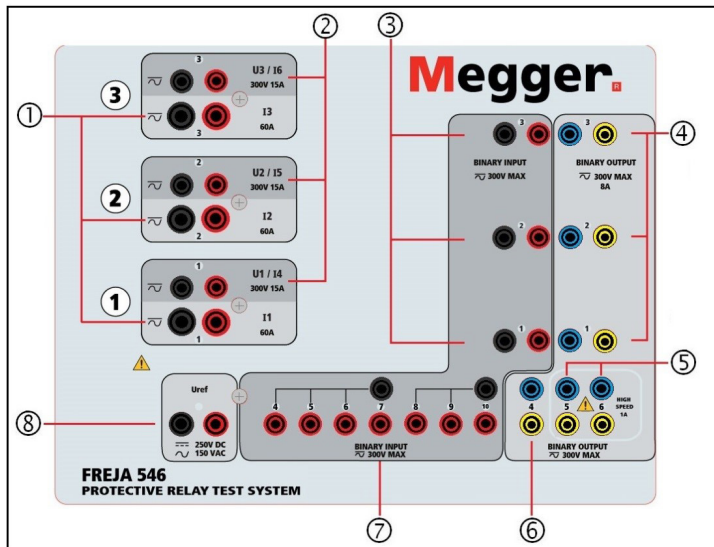 ②
③
3
U3 / I6
300V 15A
3
I3
60A
3
①
Megger®
3
3
④
BINARY INPUT
300V MAX
BINARY OUTPUT
300V MAX
8A
2
U2 / I5
300V 15A
2
I2
60A
2
2
2
1
U1 / I4
300V 15A
1
I1
60A
1
1
1
⑤
Uref
4 5 6 7 8 9 10
4 5 6
HIGH
SPEED
1A
⑧
250V DC
150 VAC
BINARY INPUT
300V MAX
BINARY OUTPUT
300V MAX
FREJA 546
PROTECTIVE RELAY TEST SYSTEM
⑦
⑥